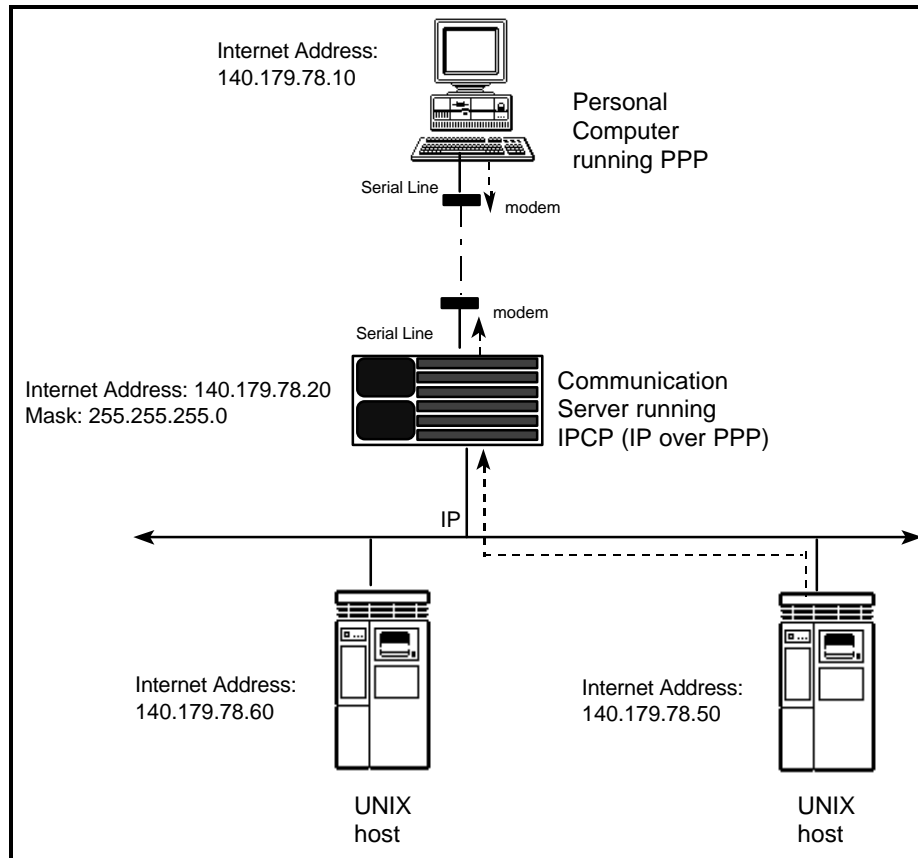 Internet Address:
140.179.78.10
Personal
Computer
running PPP
Serial Line
modem
modem
Serial Line
Internet Address: 140.179.78.20
Mask: 255.255.255.0
Communication
Server running
IPCP (IP over PPP)
IP
Internet Address:
140.179.78.60
Internet Address:
140.179.78.50
UNIX
host
UNIX
host